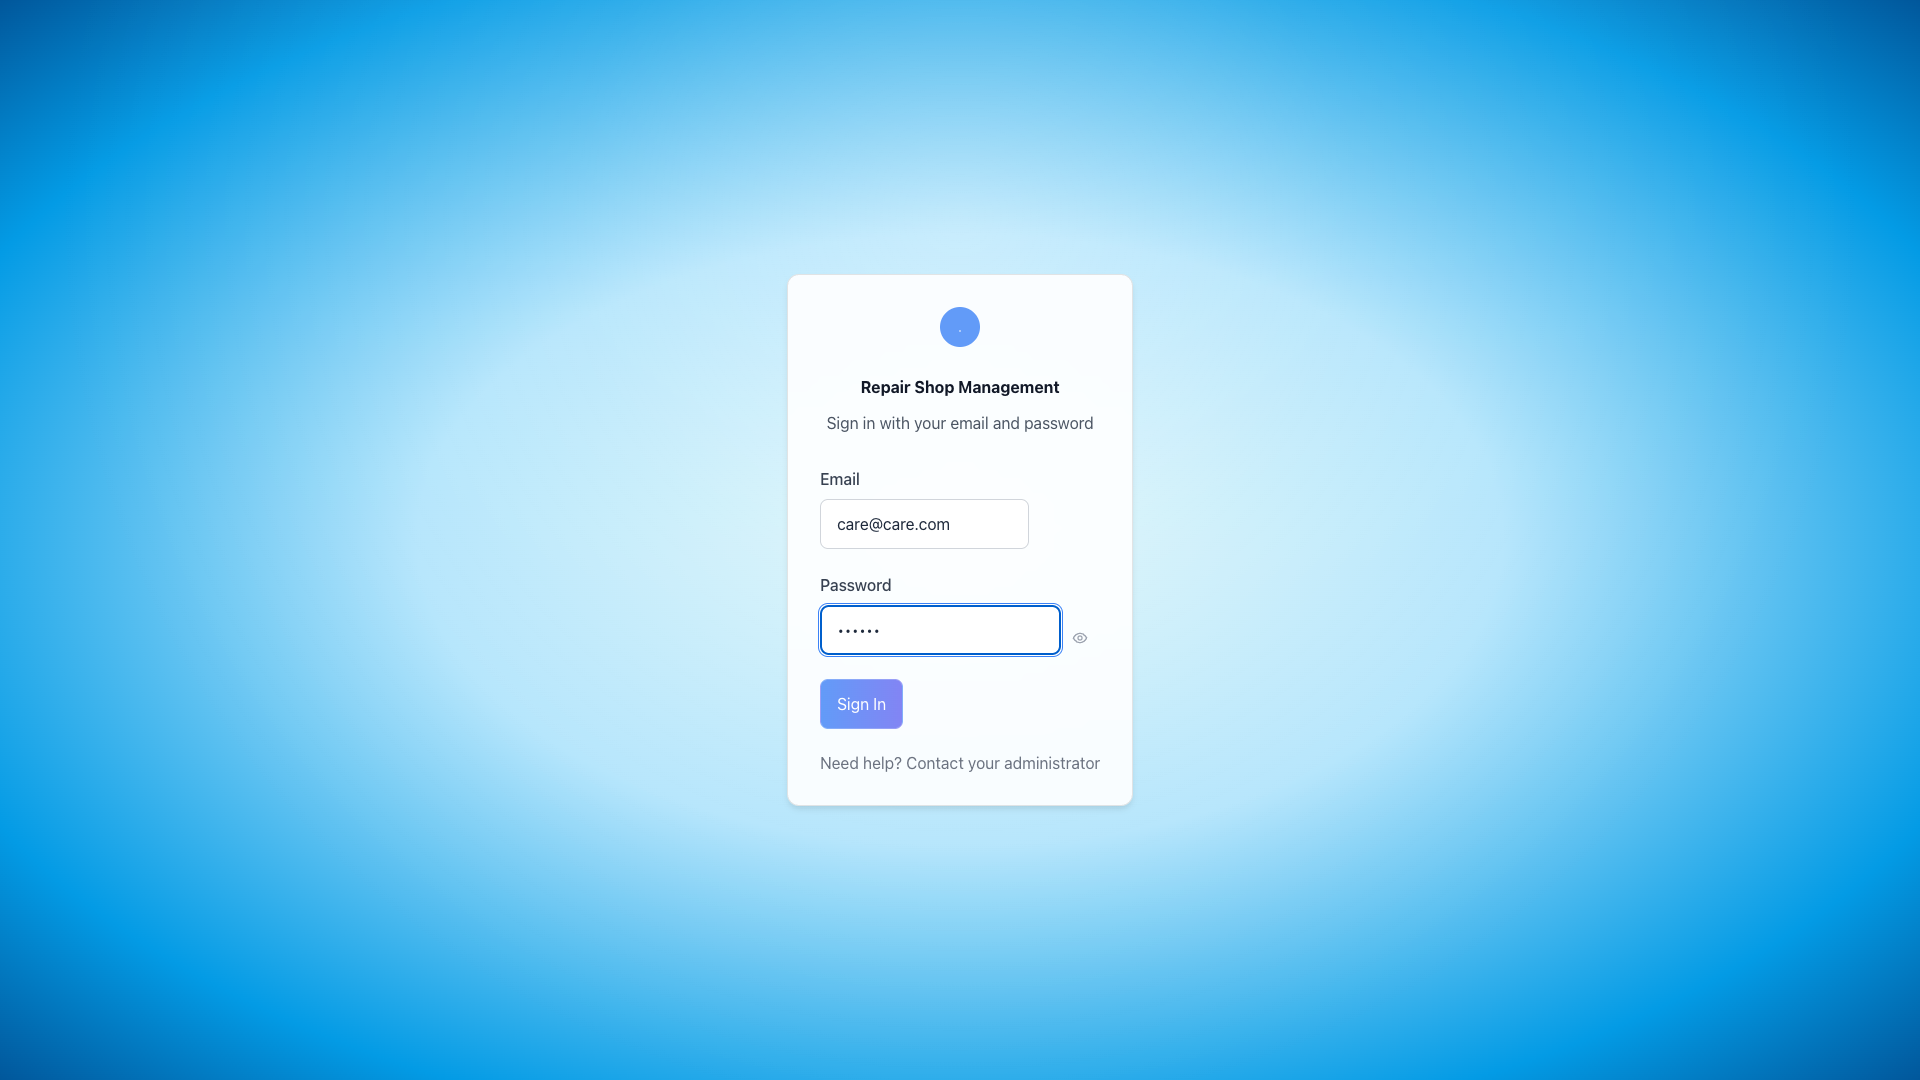 Repair Shop Management
Sign in with your email and password
Email
care@care.com
Password
••••••
Sign In
Need help? Contact your administrator